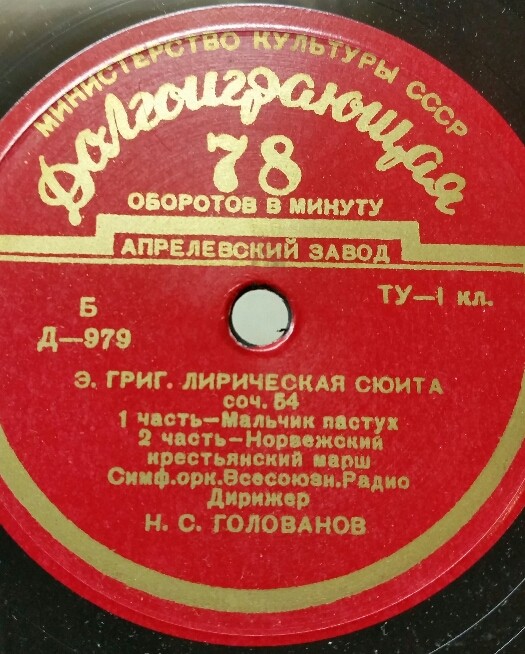 МИНИСТЕРСТВО КУЛЬТУРЫ СССР
Долгоиграющая
78
ОБОРОТОВ В МИНУТУ
АПРЕЛЕВСКИЙ ЗАВОД
Б
Д—979
ТУ—I кл.
Э. ГРИГ. ЛИРИЧЕСКАЯ СЮИТА
соч. 54
1 часть—Мальчик пастух
2 часть—Норвежский
крестьянский марш
Симф.орк.Всесоюзн.Радио
Дирижер
Н. С. ГОЛОВАНОВ